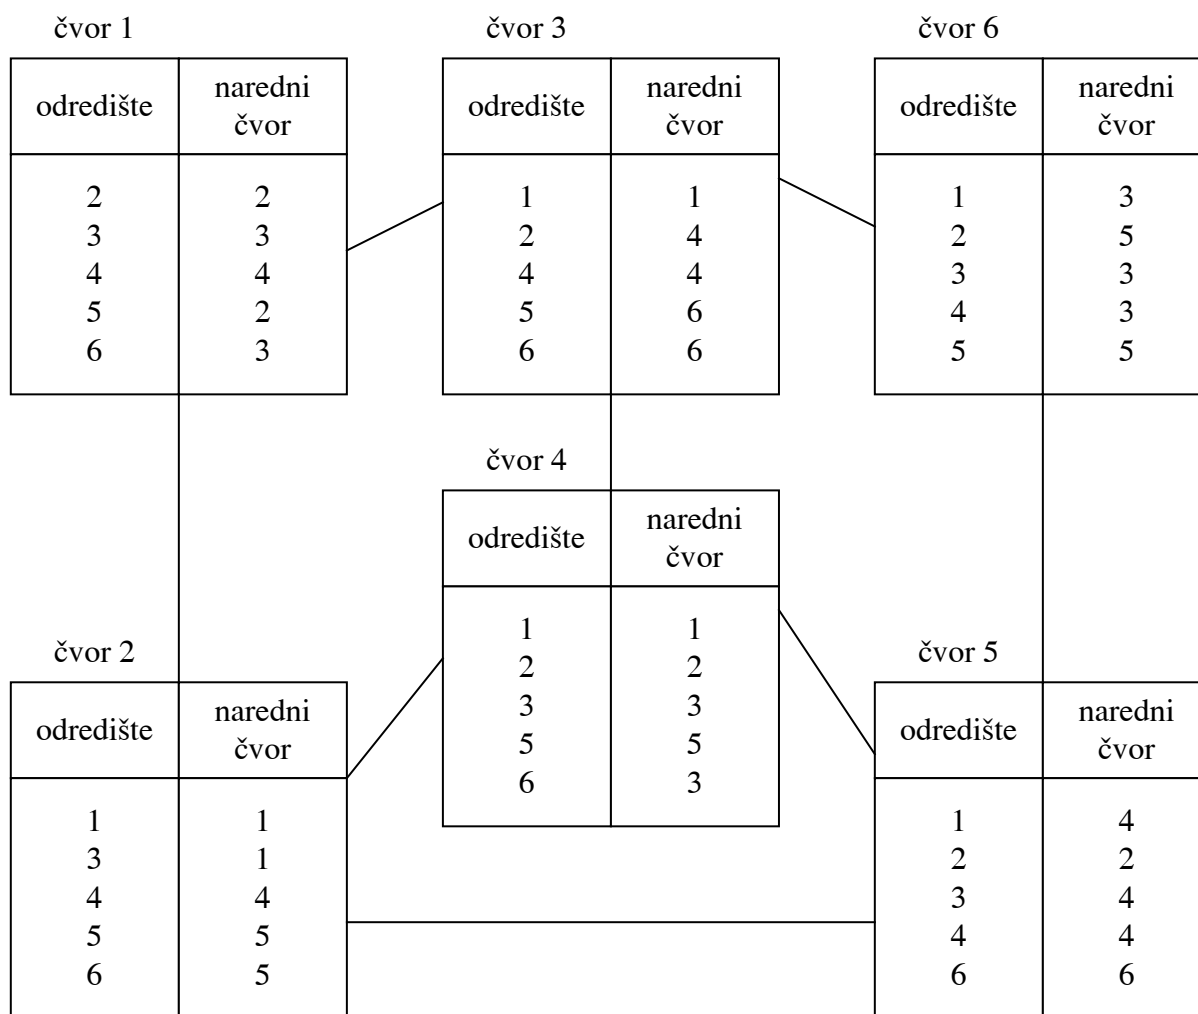 čvor 1
odredište naredni
čvor
2 2
3 3
4 4
5 2
6 3
čvor 3
odredište naredni
čvor
1 1
2 4
4 4
5 6
6 6
čvor 6
odredište naredni
čvor
1 3
2 5
3 3
4 3
5 5
čvor 4
odredište naredni
čvor
1 1
2 2
3 3
5 5
6 3
čvor 2
odredište naredni
čvor
1 1
3 1
4 4
5 5
6 5
čvor 5
odredište naredni
čvor
1 4
2 2
3 4
4 4
6 6